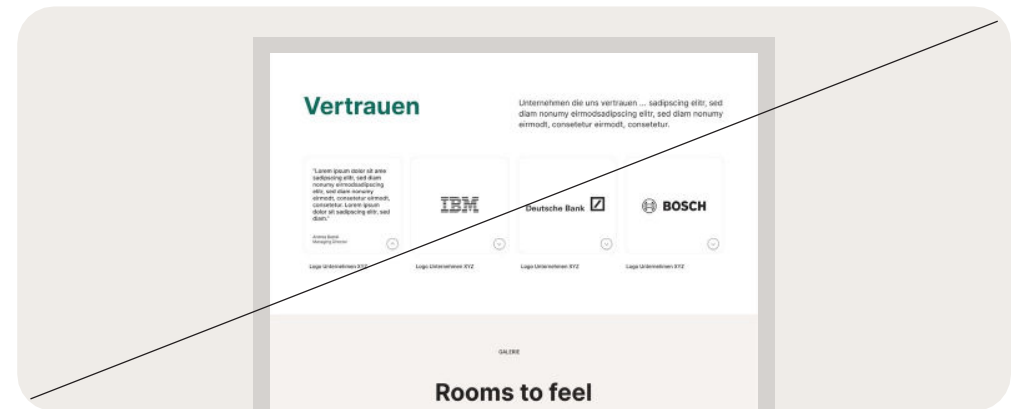 Vertrauen
Unternehmen die uns vertrauen ... sadipscing elitr, sed
diam nonumy eirmodsadipscing elitr, sed diam nonumy
eirmodt, consetetur eirmodt, consetetur.
"Lorem ipsum dolor sit ame
sadipscing elitr, sed diam
nonumy eirmodsadipscing
elitr, sed diam nonumy
eirmodt, consetetur eirmodt,
consetetur. Lorem ipsum
dolor sit sadipscing elitr, sed
diam."
Managing Director
IBM
Deutsche Bank
BOSCH
Logo Unternehmen XYZ
Logo Unternehmen XYZ
Logo Unternehmen XYZ
Logo Unternehmen XYZ
GALERIE
Rooms to feel